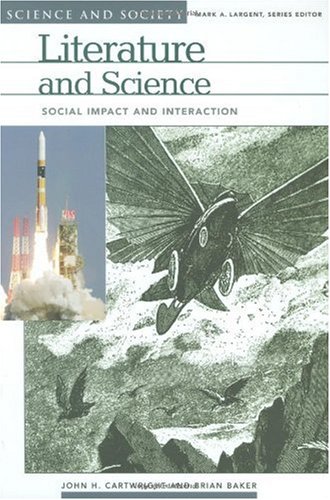 SCIENCE AND SOCIETY
MARK A. LARGENT, SERIES EDITOR
Literature
and Science
SOCIAL IMPACT AND INTERACTION
JOHN H. CARTWRIGHT AND BRIAN BAKER